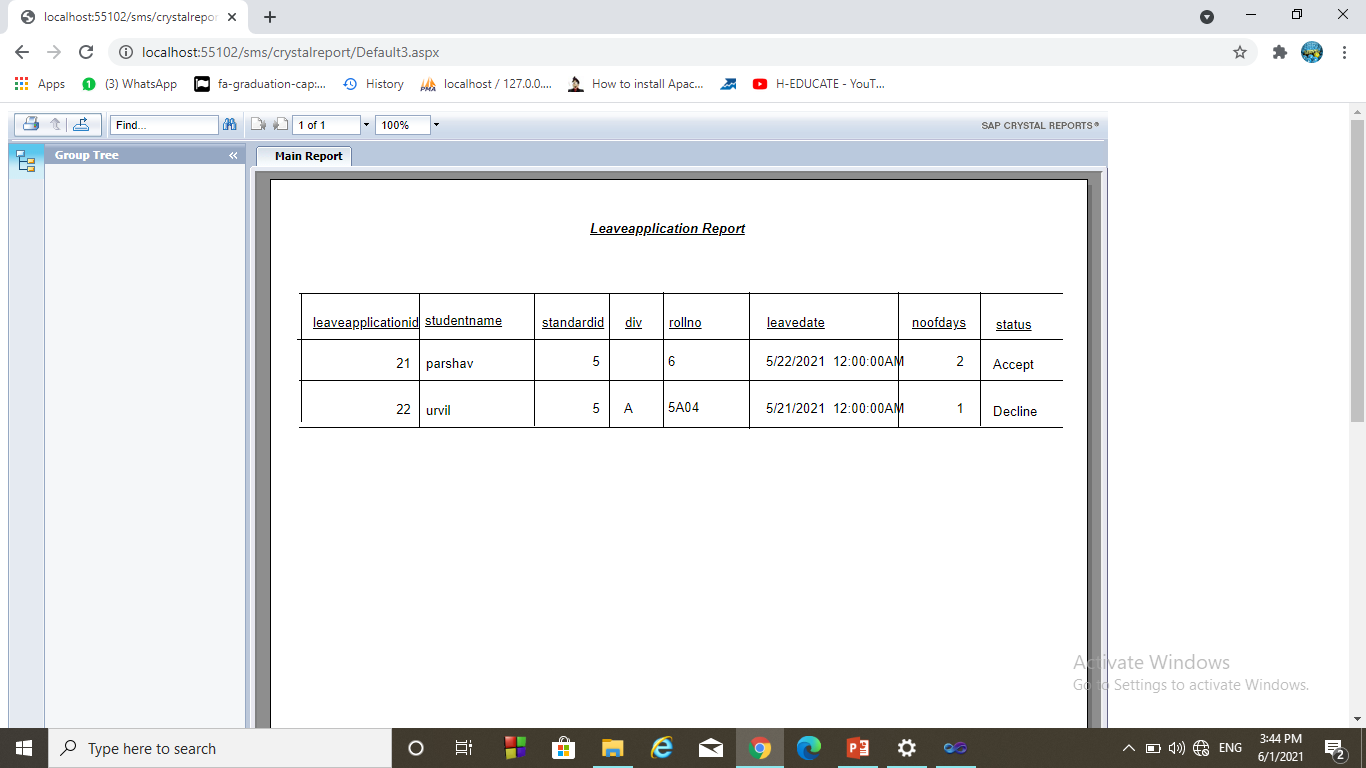 localhost:55102/sms/crystalrepor
localhost:55102/sms/crystalreport/Default3.aspx
Apps (3) WhatsApp fa-graduation-cap:... History localhost / 127.0.0.... How to install Apac... H-EDUCATE - YouT...
Find... 1 of 1 100% SAP CRYSTAL REPORTS®
Group Tree «
Main Report
Leaveapplication Report
leaveapplicationid studentname standardid div rollno leavedate noofdays status
21 parshav 5 6 5/22/2021 12:00:00AM 2 Accept
22 urvil 5 A 5A04 5/21/2021 12:00:00AM 1 Decline
Activate Windows
Go to Settings to activate Windows.
Type here to search ENG 3:44 PM
6/1/2021 2